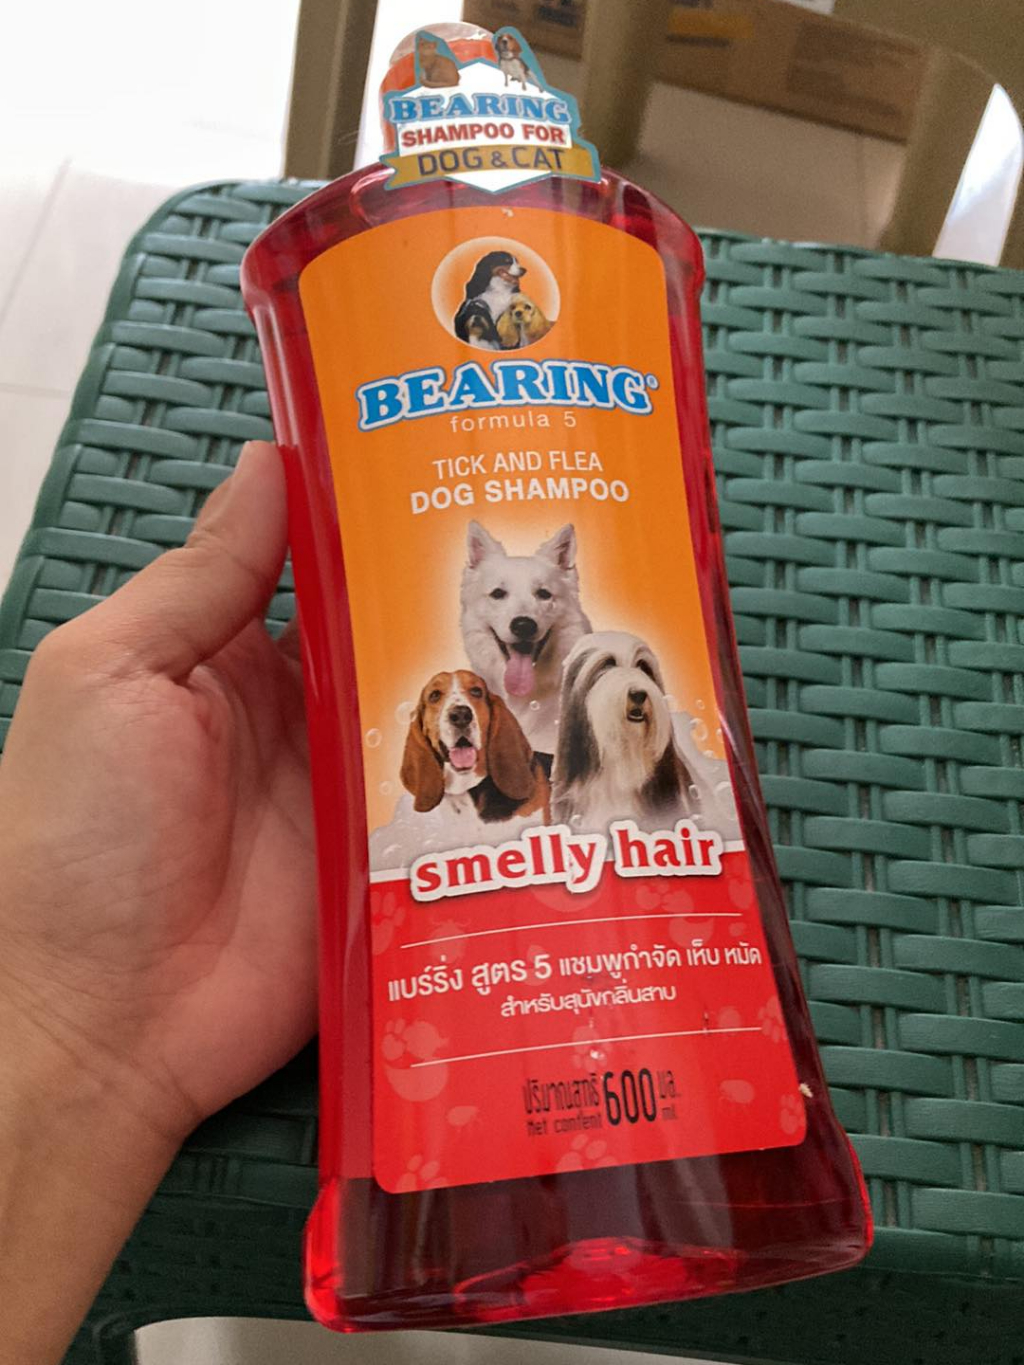 BEARING
SHAMPOO FOR
DOG & CAT
BEARING®
formula 5
TICK AND FLEA
DOG SHAMPOO
smelly hair
แบร์ริ่ง สูตร 5 แชมพูกำจัด เห็บ หมัด
สำหรับสุนัขกลิ่นสาบ
ปริมาณสุทธิ 600 มล.
Net content ml.